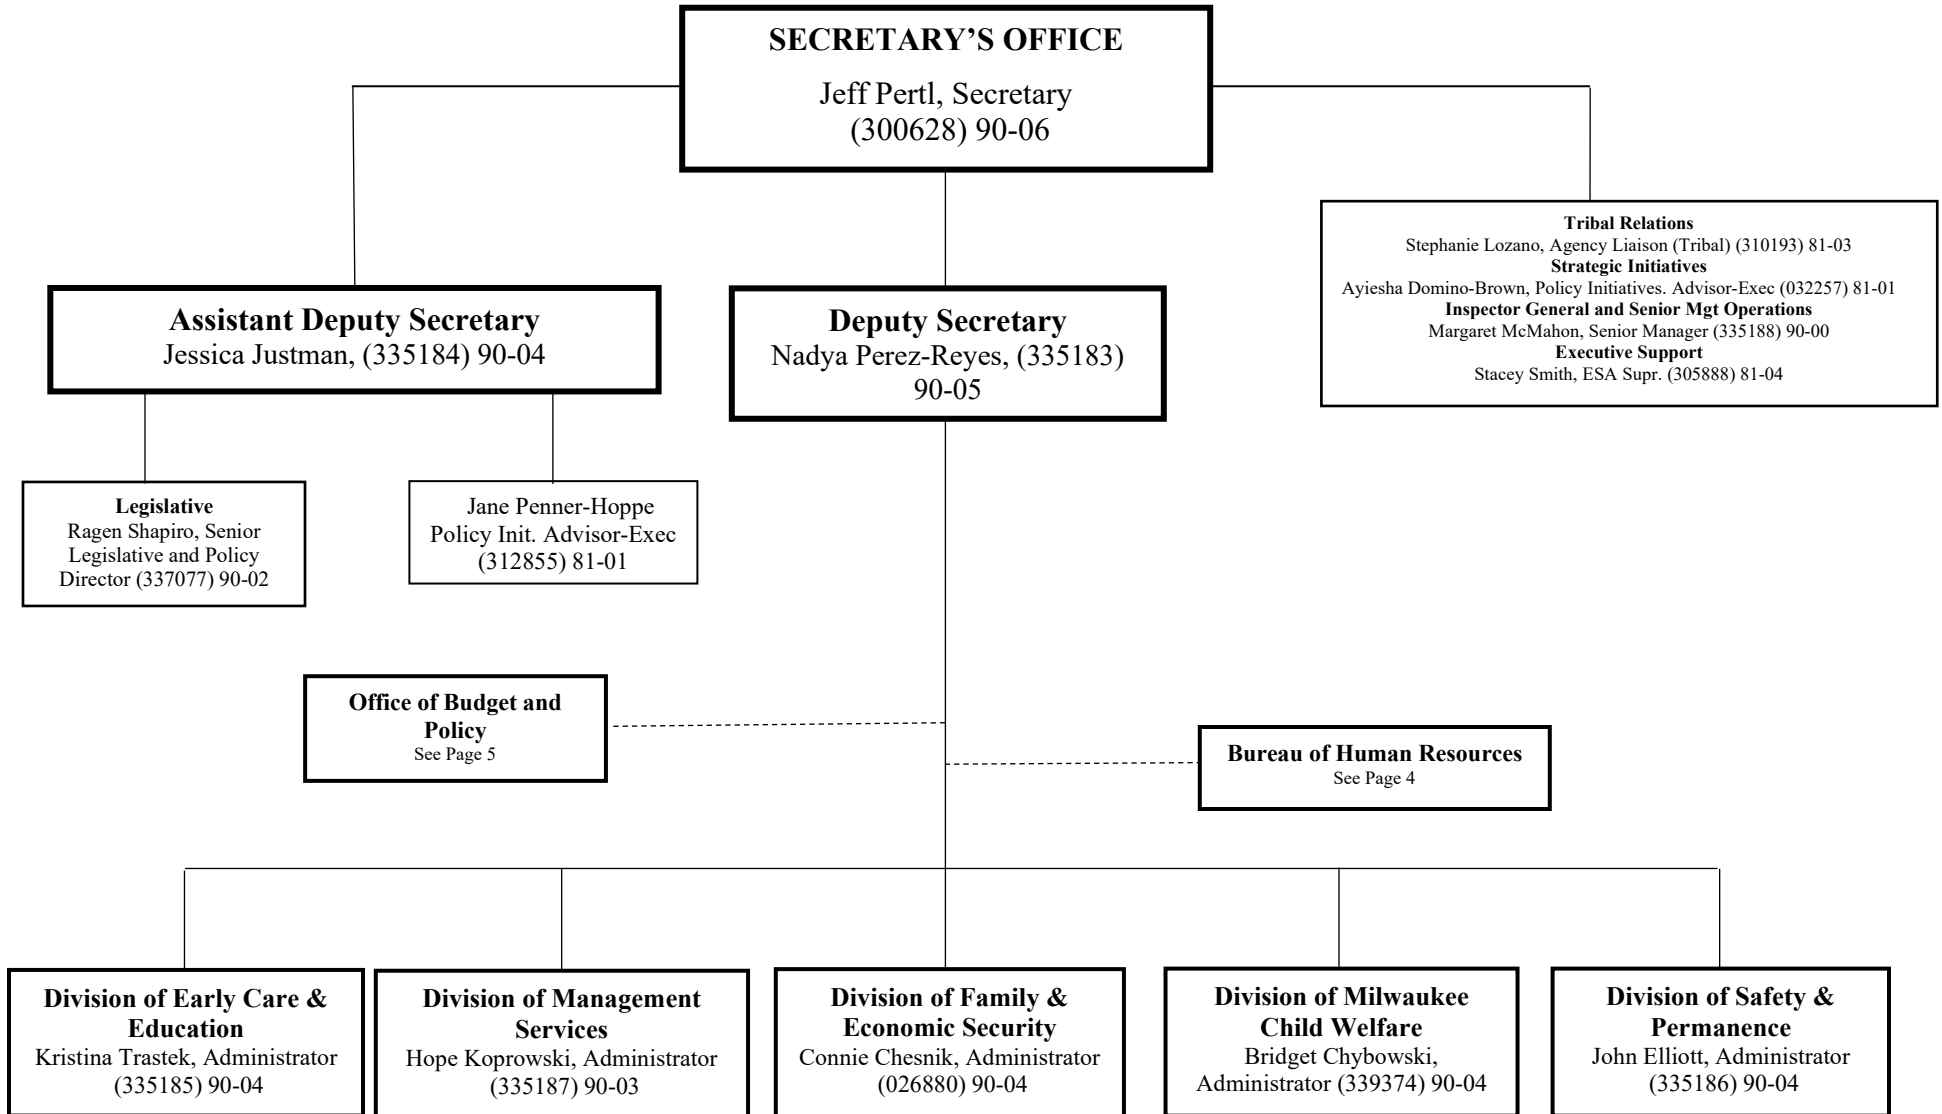 SECRETARY’S OFFICE
Jeff Pertl, Secretary
(300628) 90-06
Tribal Relations
Stephanie Lozano, Agency Liaison (Tribal) (310193) 81-03
Strategic Initiatives
Ayiesha Domino-Brown, Policy Initiatives. Advisor-Exec (032257) 81-01
Inspector General and Senior Mgt Operations
Margaret McMahon, Senior Manager (335188) 90-00
Executive Support
Stacey Smith, ESA Supr. (305888) 81-04
Assistant Deputy Secretary
Jessica Justman, (335184) 90-04
Deputy Secretary
Nadya Perez-Reyes, (335183)
90-05
Legislative
Ragen Shapiro, Senior
Legislative and Policy
Director (337077) 90-02
Jane Penner-Hoppe
Policy Init. Advisor-Exec
(312855) 81-01
Office of Budget and
Policy
See Page 5
Bureau of Human Resources
See Page 4
Division of Early Care &
Education
Kristina Trastek, Administrator
(335185) 90-04
Division of Management
Services
Hope Koprowski, Administrator
(335187) 90-03
Division of Family &
Economic Security
Connie Chesnik, Administrator
(026880) 90-04
Division of Milwaukee
Child Welfare
Bridget Chybowski,
Administrator (339374) 90-04
Division of Safety &
Permanence
John Elliott, Administrator
(335186) 90-04